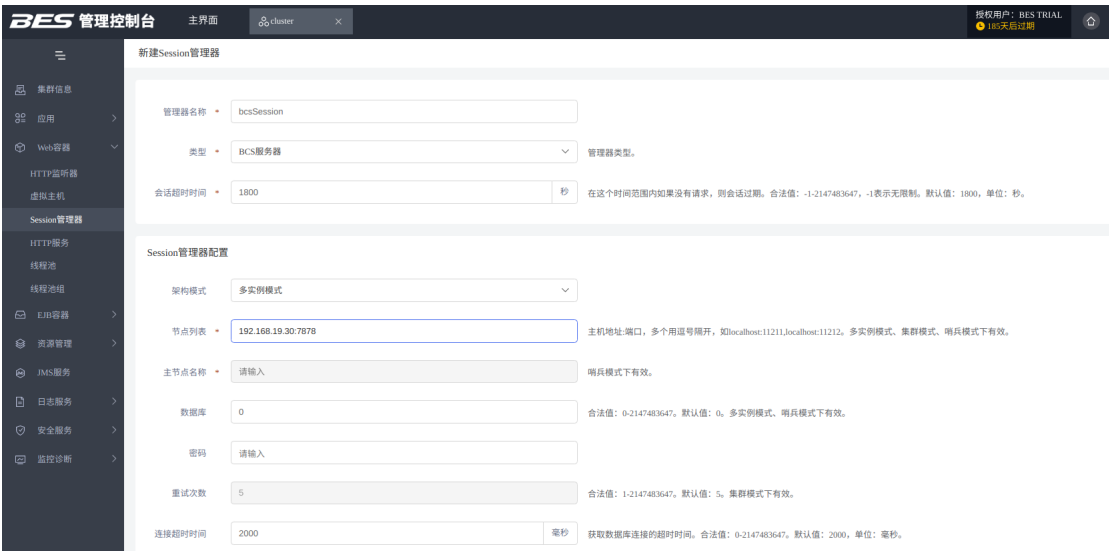 BES 管理控制台 主界面 cluster × 授权用户：BES TRIAL
185天后过期
新建Session管理器
集群信息
应用
Web容器
HTTP监听器
虚拟主机
Session管理器
HTTP服务
线程池
线程池组
EJB容器
资源管理
JMS服务
日志服务
安全服务
监控诊断
管理器名称 * bcsSession
类型 * BCS服务器 管理器类型。
会话超时时间 * 1800 秒 在这个时间范围内如果没有请求，则会话过期。合法值：-1-2147483647，-1表示无限制。默认值：1800，单位：秒。
Session管理器配置
架构模式 多实例模式
节点列表 * 192.168.19.30:7878 主机地址:端口，多个用逗号隔开，如localhost:11211,localhost:11212。多实例模式、集群模式、哨兵模式下有效。
主节点名称 * 请输入 哨兵模式下有效。
数据库 0 合法值：0-2147483647。默认值：0。多实例模式、哨兵模式下有效。
密码 请输入
重试次数 5 合法值：1-2147483647。默认值：5。集群模式下有效。
连接超时时间 2000 毫秒 获取数据库连接的超时时间。合法值：0-2147483647。默认值：2000，单位：毫秒。